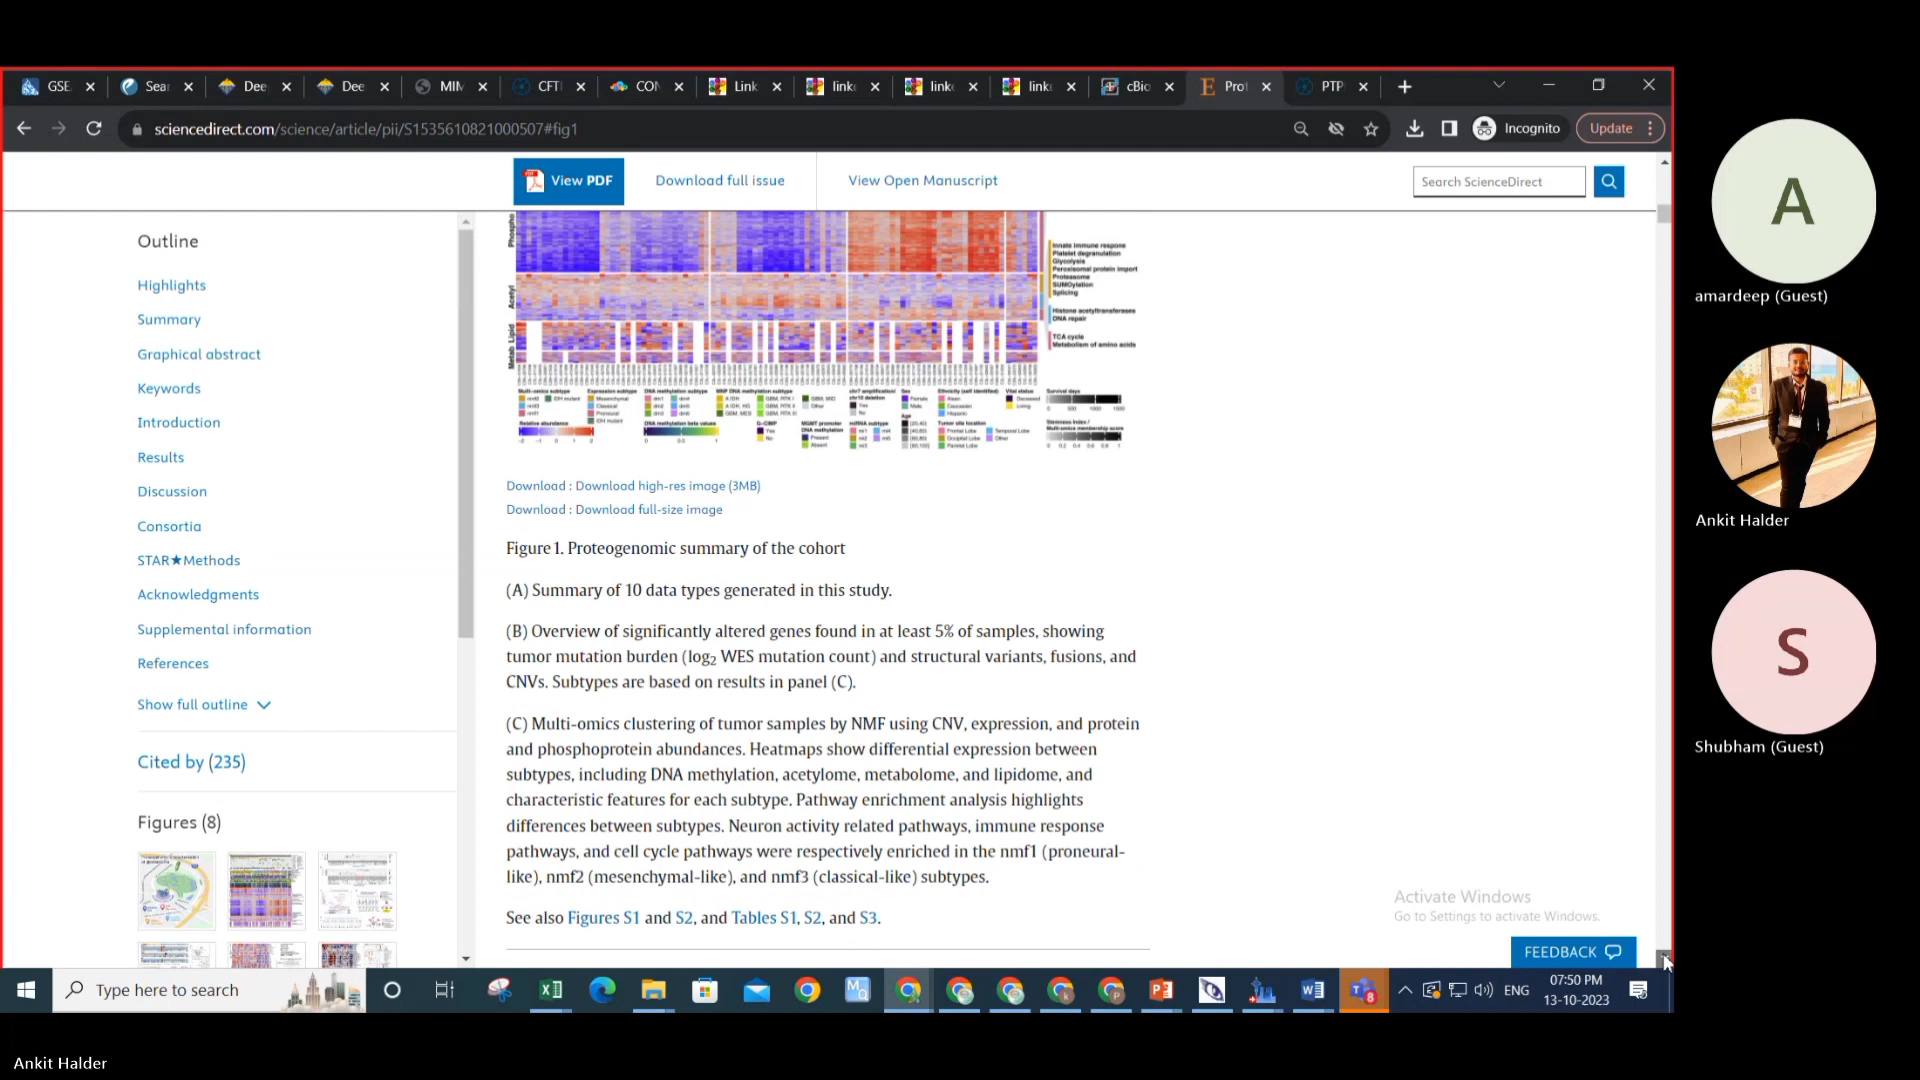 GSE
Sear
Dee
Dee
MIM
CFTI
CON
Link
link
link
link
cBio
Prot
PTP
sciencedirect.com/science/article/pii/S1535610821000507#fig1
Incognito
Update
View PDF
Download full issue
View Open Manuscript
Search ScienceDirect
Outline
Highlights
Summary
Graphical abstract
Keywords
Introduction
Results
Discussion
Consortia
STAR★Methods
Acknowledgments
Supplemental information
References
Show full outline
Cited by (235)
Figures (8)
Phospho
Acetyl
Lipid
Metab
Innate immune respons
Platelet degranulation
Glycolysis
Peroxisomal protein import
Proteasome
SUMOylation
Splicing
Histone acetyltransferases
DNA repair
TCA cycle
Metabolism of amino acids
Download : Download high-res image (3MB)
Download : Download full-size image
Figure 1. Proteogenomic summary of the cohort
(A) Summary of 10 data types generated in this study.
(B) Overview of significantly altered genes found in at least 5% of samples, showing
tumor mutation burden (log2 WES mutation count) and structural variants, fusions, and
CNVs. Subtypes are based on results in panel (C).
(C) Multi-omics clustering of tumor samples by NMF using CNV, expression, and protein
and phosphoprotein abundances. Heatmaps show differential expression between
subtypes, including DNA methylation, acetylome, metabolome, and lipidome, and
characteristic features for each subtype. Pathway enrichment analysis highlights
differences between subtypes. Neuron activity related pathways, immune response
pathways, and cell cycle pathways were respectively enriched in the nmf1 (proneural-
like), nmf2 (mesenchymal-like), and nmf3 (classical-like) subtypes.
See also Figures S1 and S2, and Tables S1, S2, and S3.
Activate Windows
Go to Settings to activate Windows.
FEEDBACK
Type here to search
ENG
07:50 PM
13-10-2023
A
amardeep (Guest)
Ankit Halder
S
Shubham (Guest)
Ankit Halder